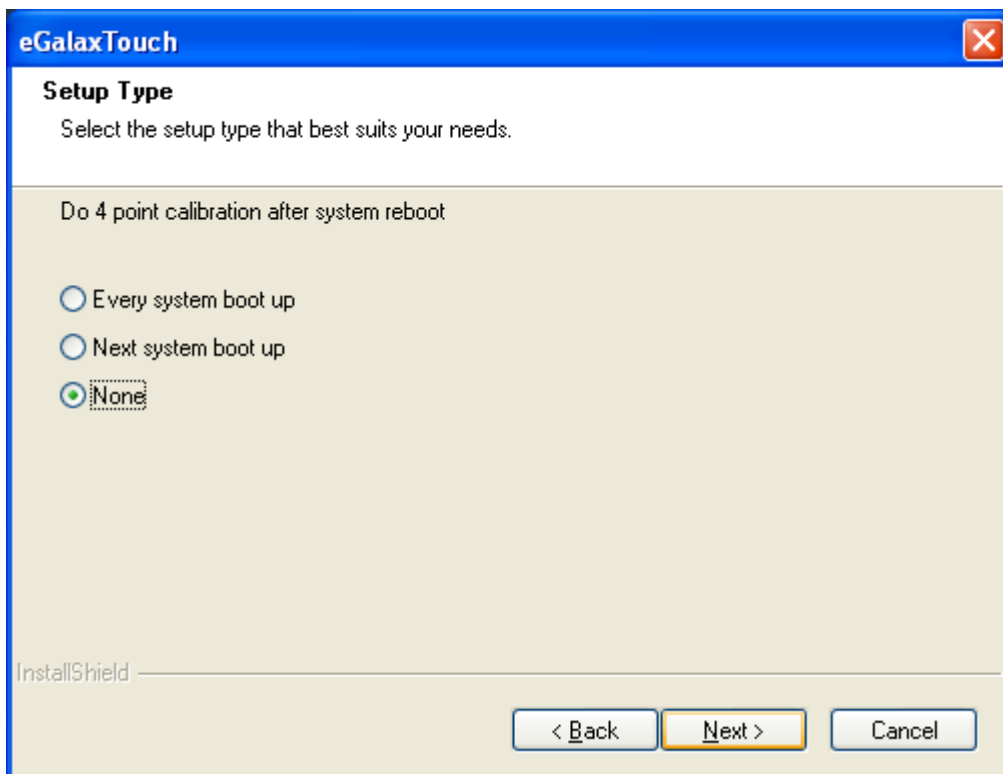 eGalaxTouch
Setup Type
Select the setup type that best suits your needs.
Do 4 point calibration after system reboot
Every system boot up
Next system boot up
None
InstallShield
< Back Next > Cancel